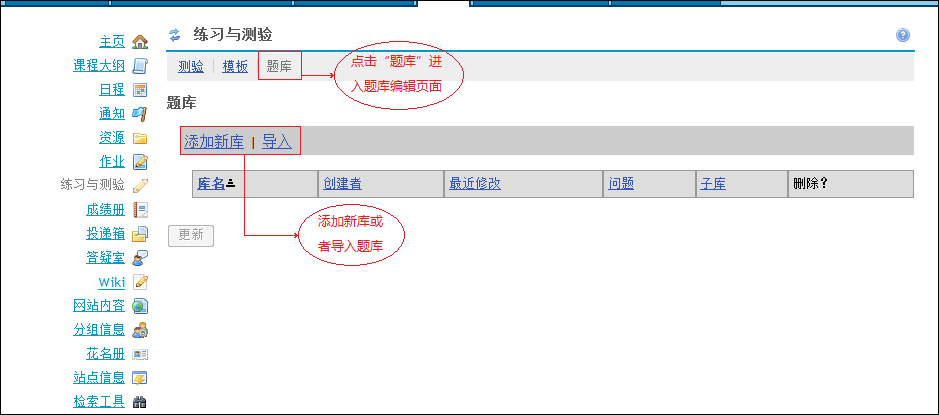 练习与测验
主页
课程大纲
日程
通知
资源
作业
练习与测验
成绩册
投递箱
答疑室
Wiki
网站内容
分组信息
花名册
站点信息
检索工具
测验 | 模板 | 题库
点击“题库”进
入题库编辑页面
题库
添加新库 | 导入
库名 创建者 最近修改 问题 子库 删除？
添加新库或
者导入题库
更新